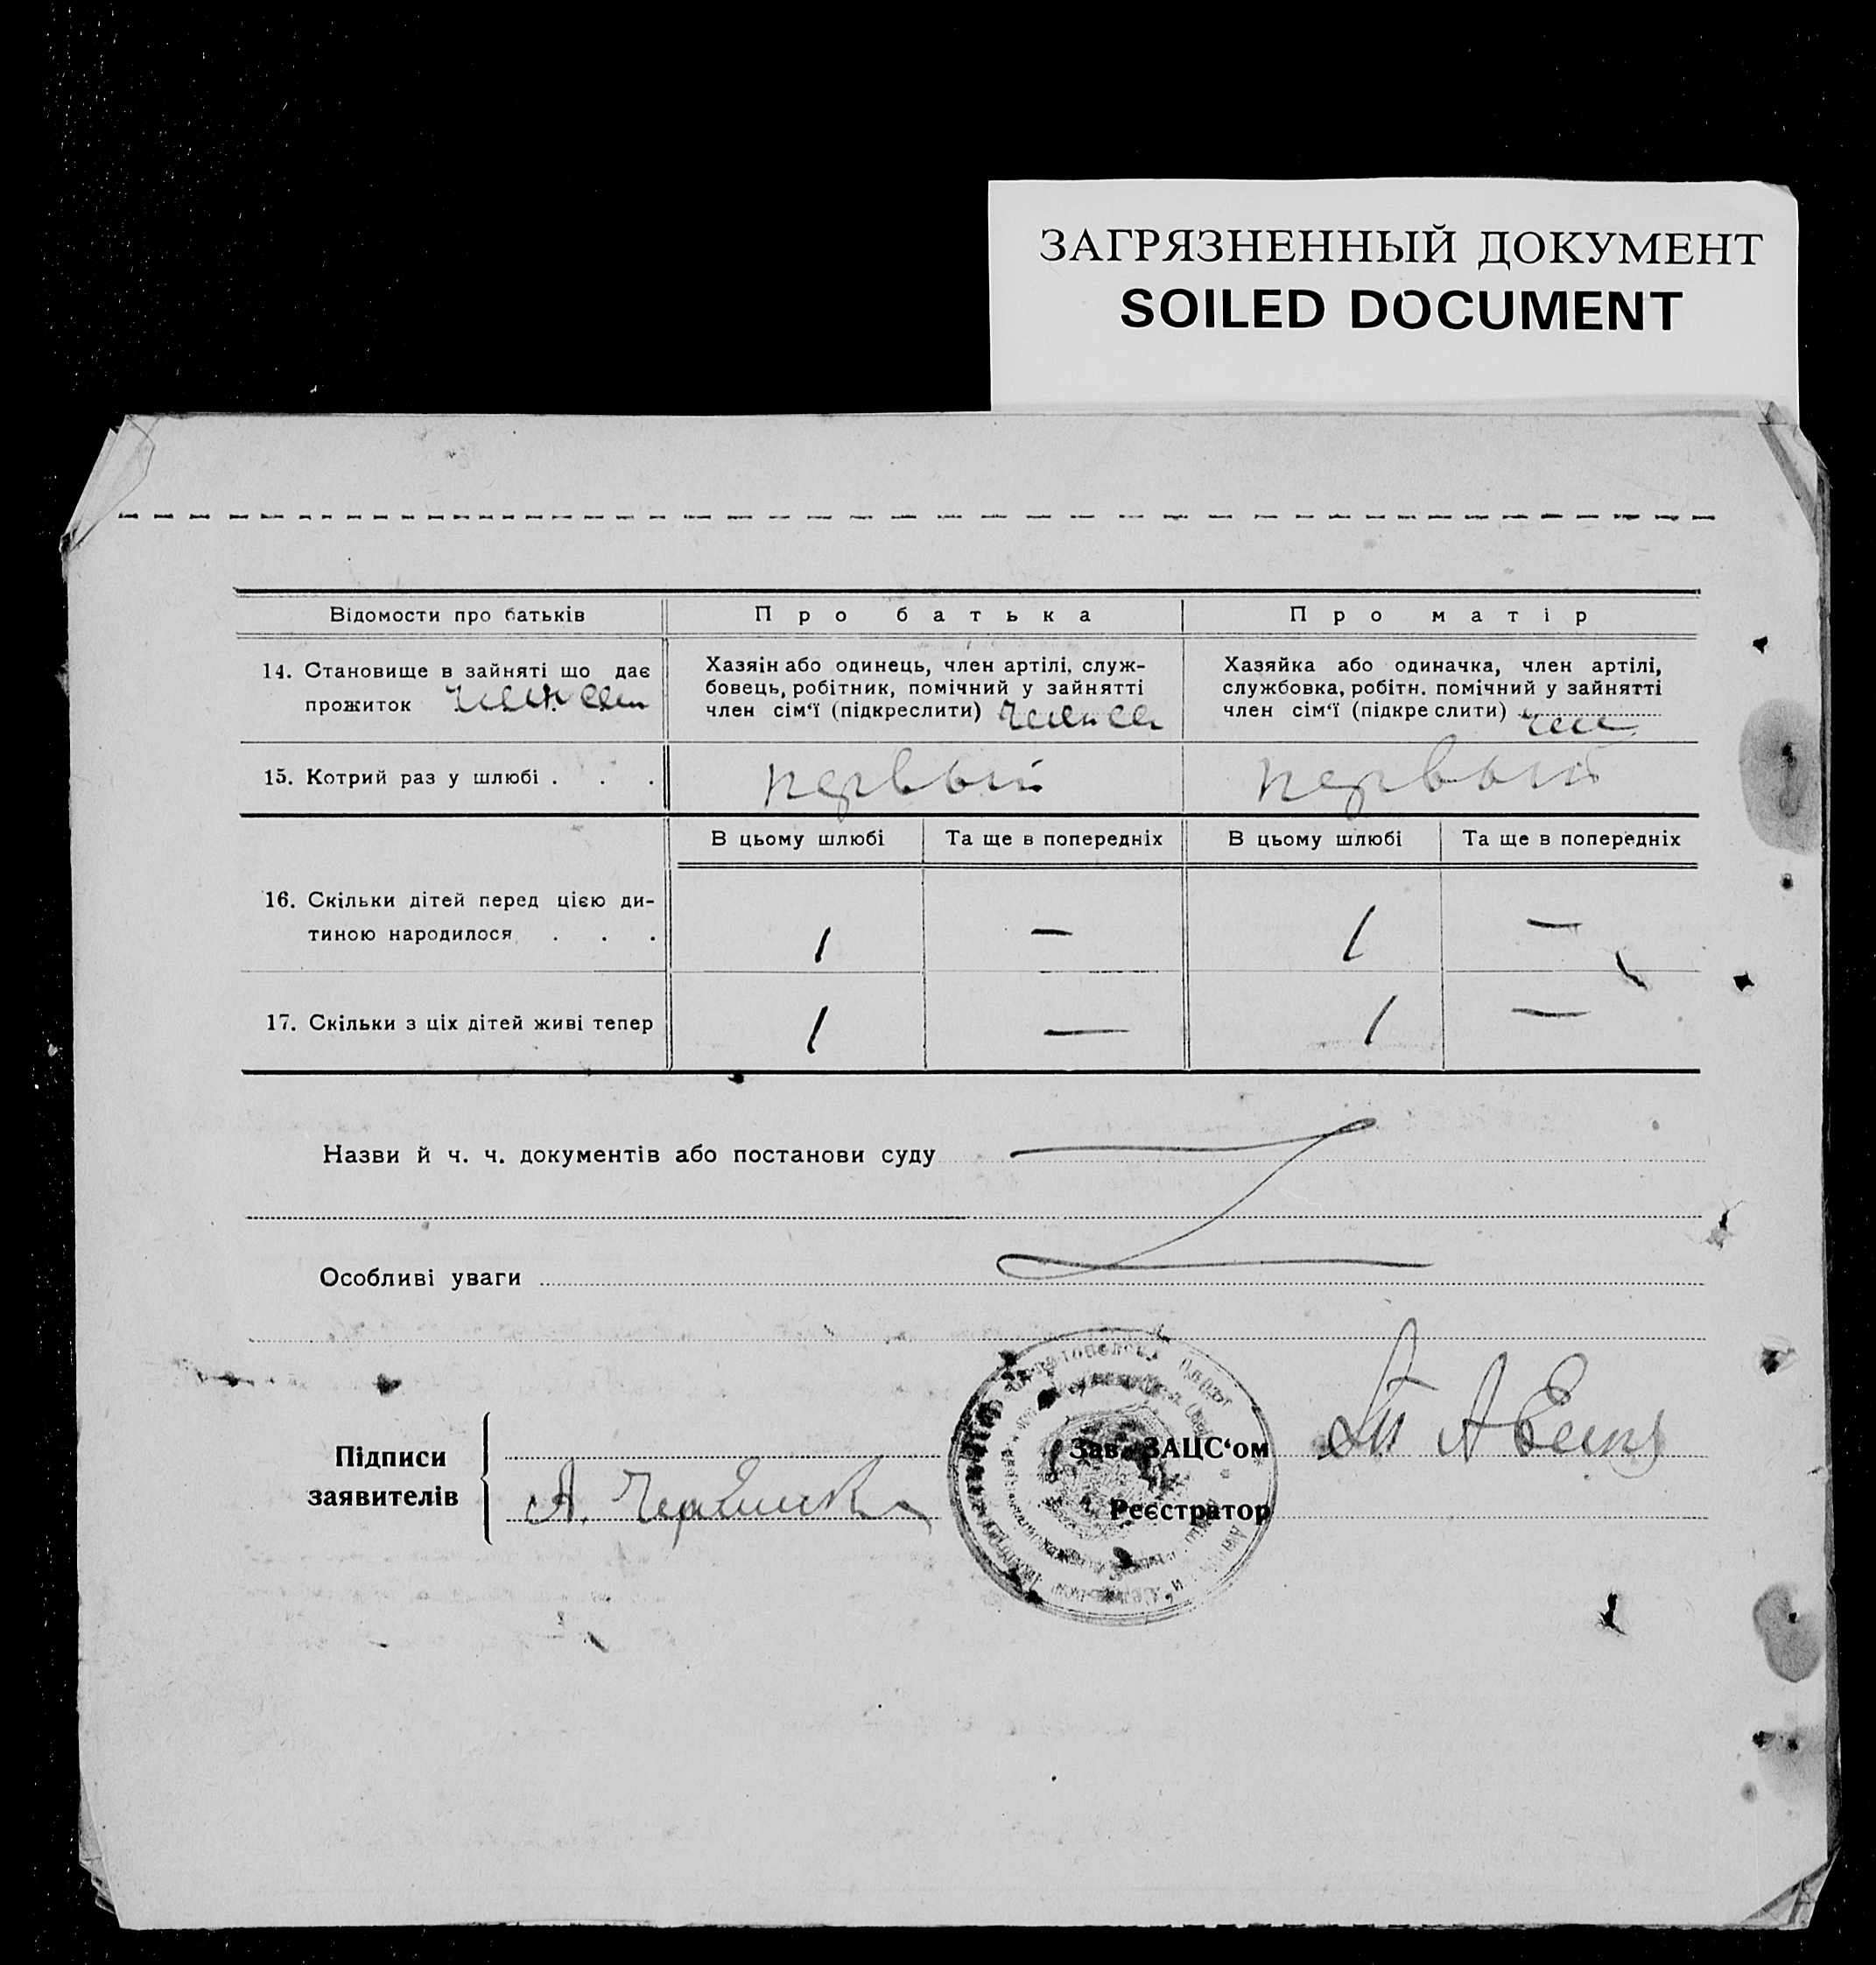 ЗАГРЯЗНЕННЫЙ ДОКУМЕНТ
SOILED DOCUMENT
Відомости про батьків
Про батька
Про матір
14. Становище в зайняті що дає
прожиток
Хазяін або одинець, член артілі, служ-
бовець, робітник, помічний у зайнятті
член сім‘ї (підкреслити)
Хазяйка або одиначка, член артілі,
службовка, робітн. помічний у зайнятті
член сім‘ї (підкреслити)
15. Котрий раз у шлюбі . . .
первый
первый
В цьому шлюбі
Та ще в попередніх
В цьому шлюбі
Та ще в попередніх
16. Скільки дітей перед цією ди-
тиною народилося . . .
1
—
1
—
17. Скільки з ціх дітей живі тепер
1
—
1
—
Назви й ч. ч. документів або постанови суду
Особливі уваги
Підписи
заявителів
А.
Зав. ЗАЦС‘ом
Реєстратор